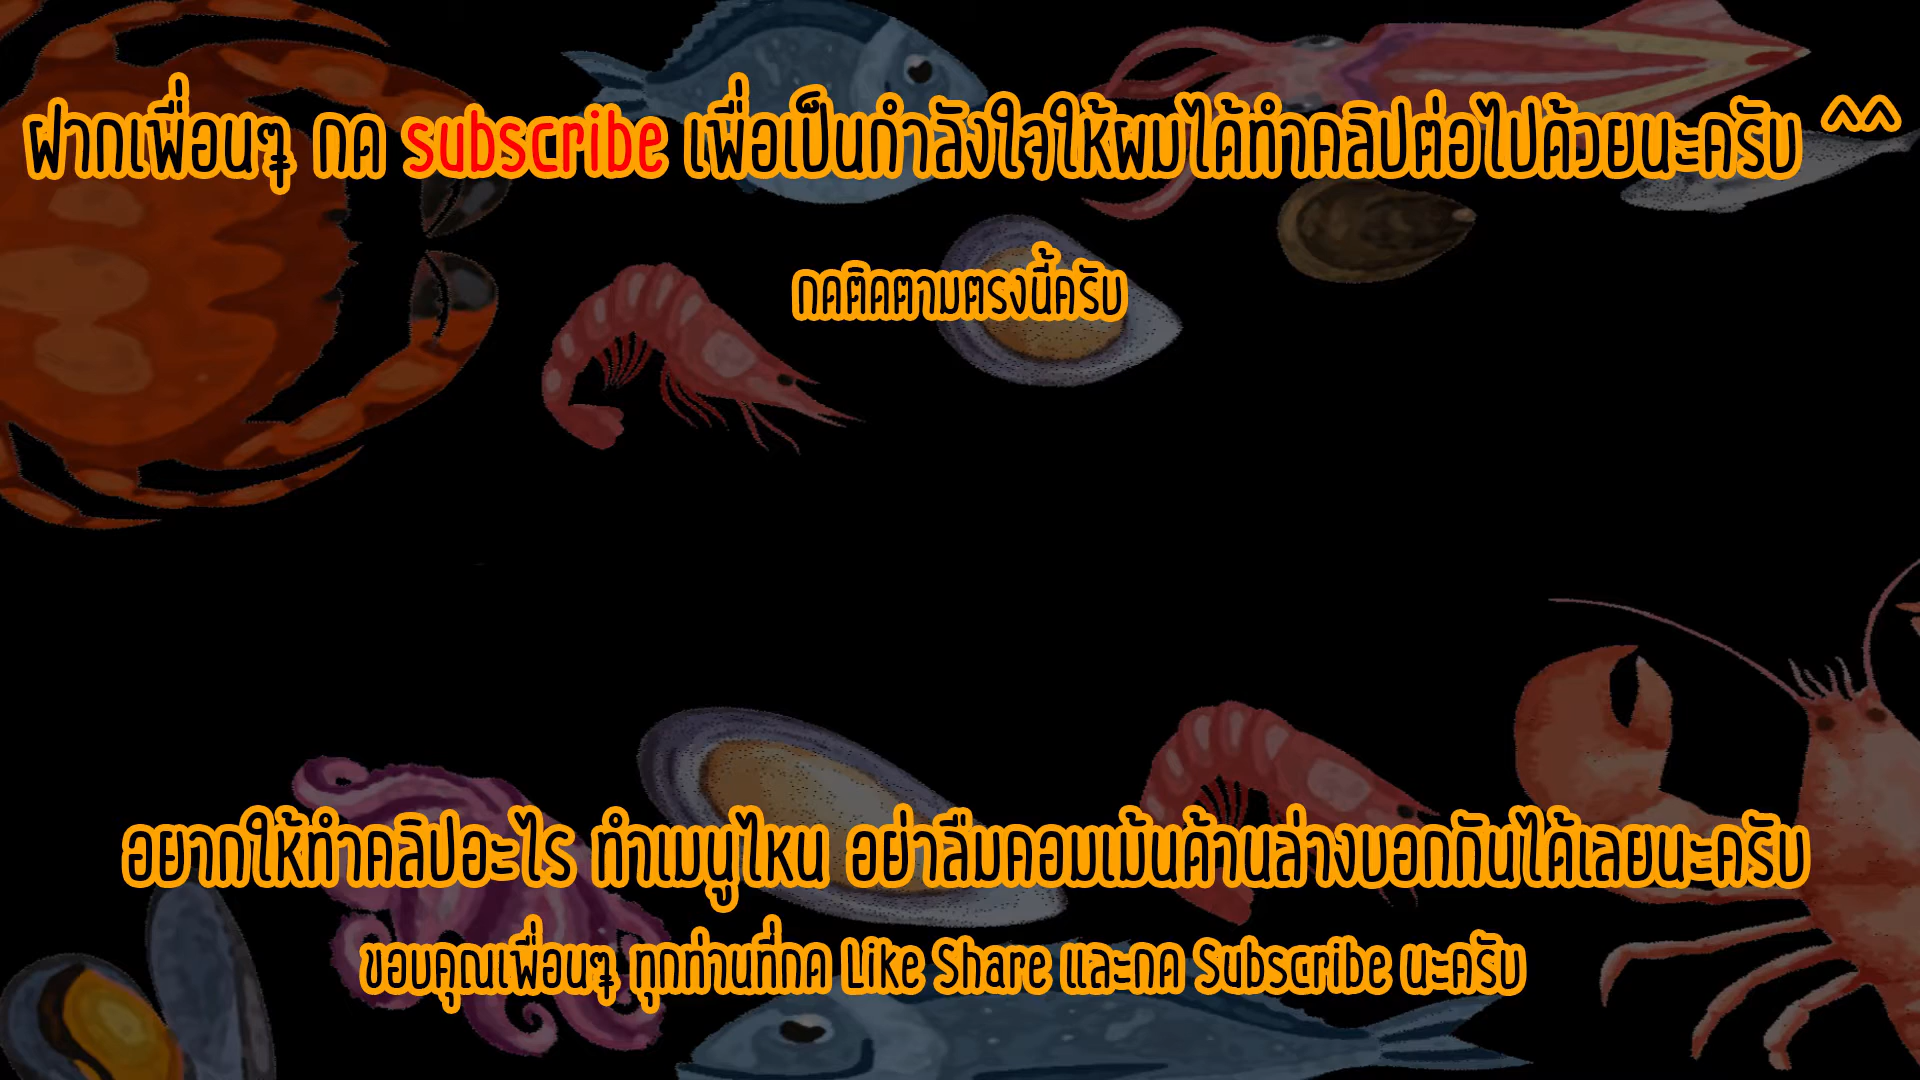 ฝากเพื่อนๆ กด subscribe เพื่อเป็นกำลังใจให้ผมได้ทำคลิปต่อไปด้วยนะครับ ^^
กดติดตามตรงนี้ครับ
อยากให้ทำคลิปอะไร ทำเมนูไหน อย่าลืมคอมเม้นด้านล่างบอกกันได้เลยนะครับ
ขอบคุณเพื่อนๆ ทุกท่านที่กด Like Share และกด Subscribe นะครับ